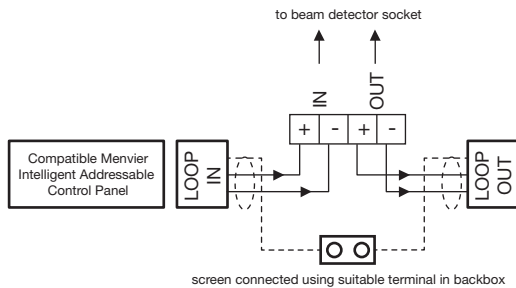 to beam detector socket
IN
OUT
+ - + -
Compatible Menvier
Intelligent Addressable
Control Panel
LOOP
IN
LOOP
OUT
screen connected using suitable terminal in backbox